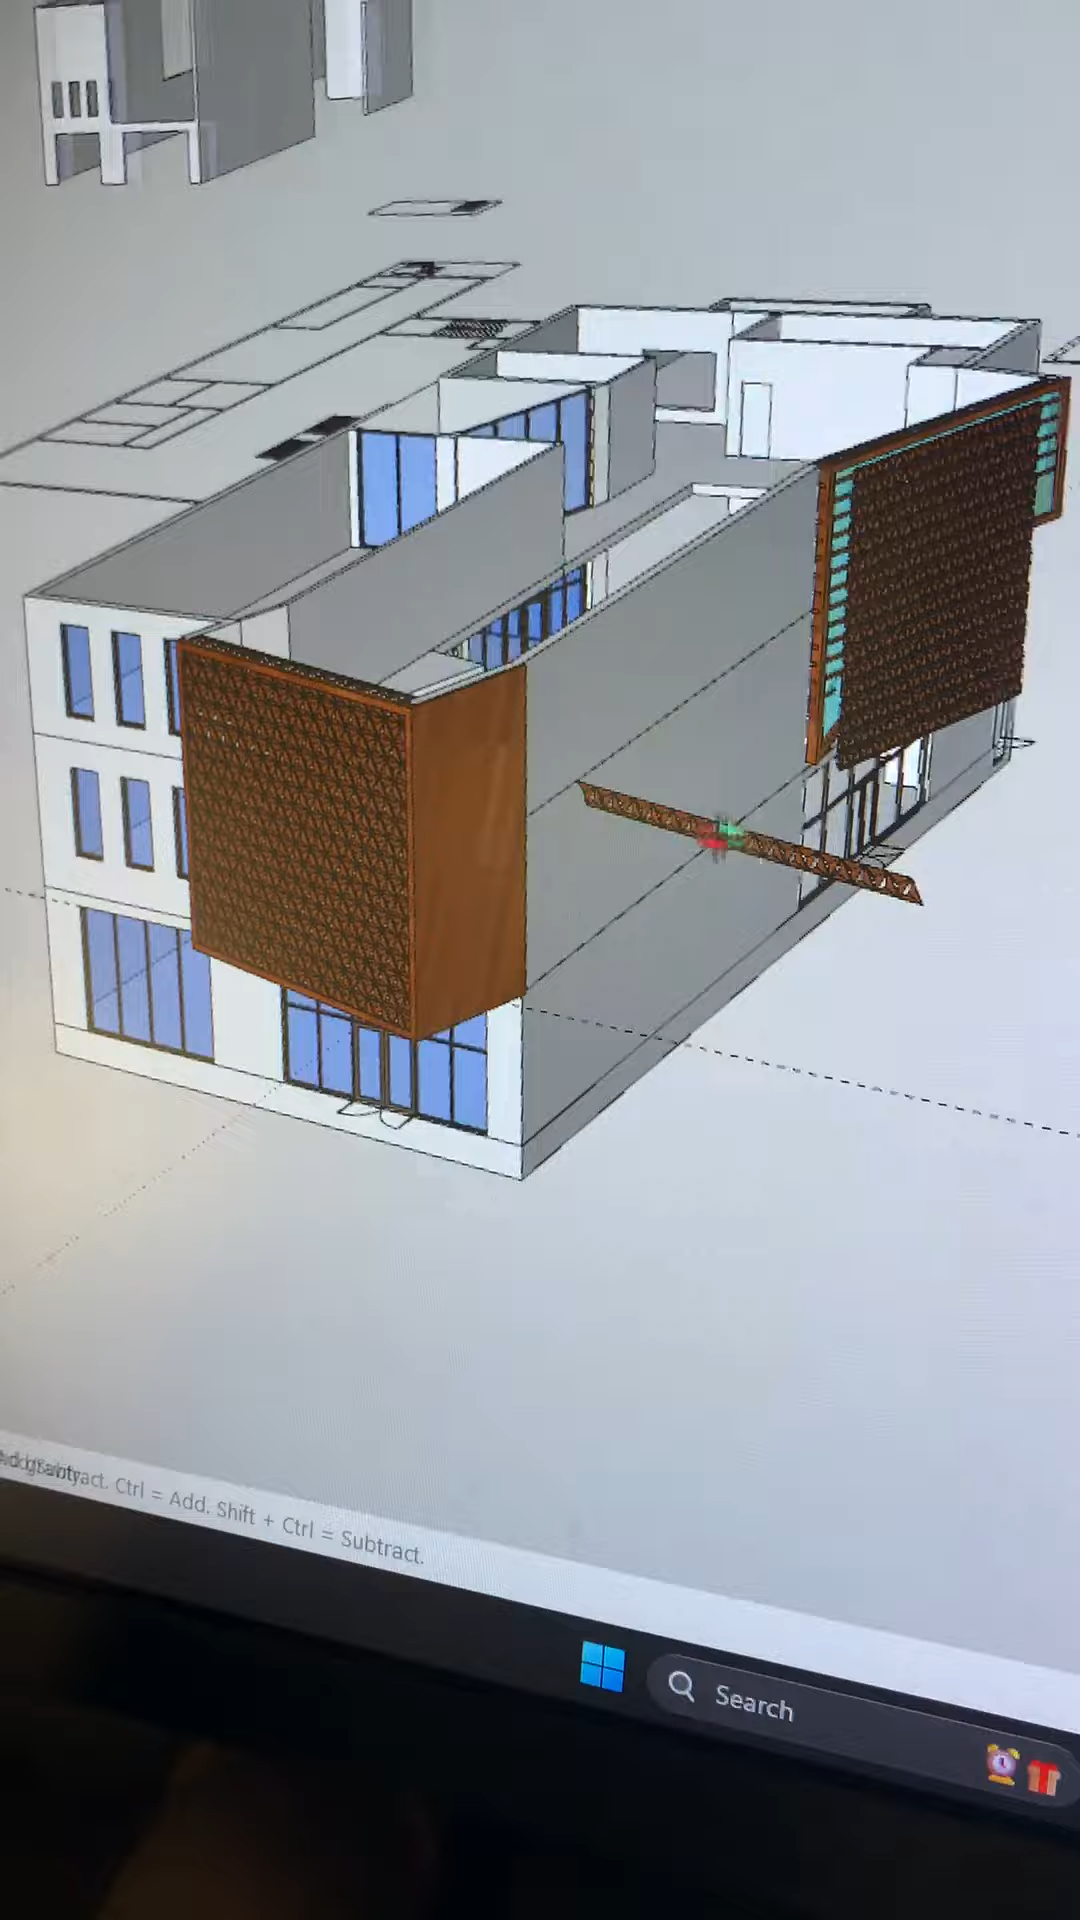 act. Ctrl = Add. Shift + Ctrl = Subtract.
Search